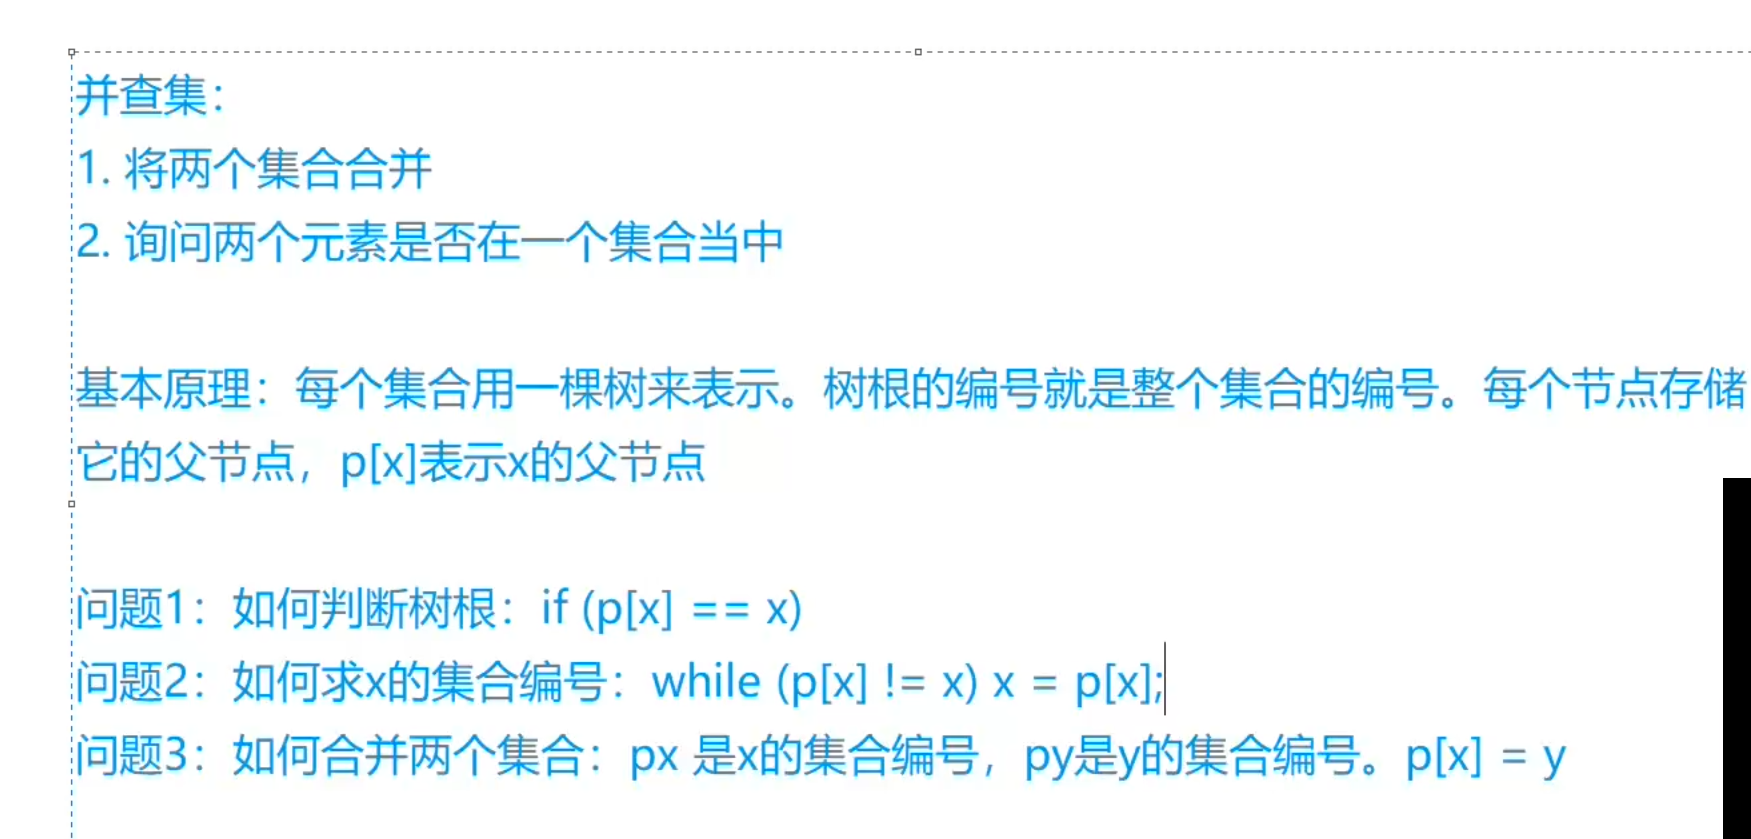 并查集：
1. 将两个集合合并
2. 询问两个元素是否在一个集合当中
基本原理：每个集合用一棵树来表示。树根的编号就是整个集合的编号。每个节点存储
它的父节点，p[x]表示x的父节点
问题1：如何判断树根：if (p[x] == x)
问题2：如何求x的集合编号：while (p[x] != x) x = p[x];
问题3：如何合并两个集合：px 是x的集合编号，py是y的集合编号。p[x] = y